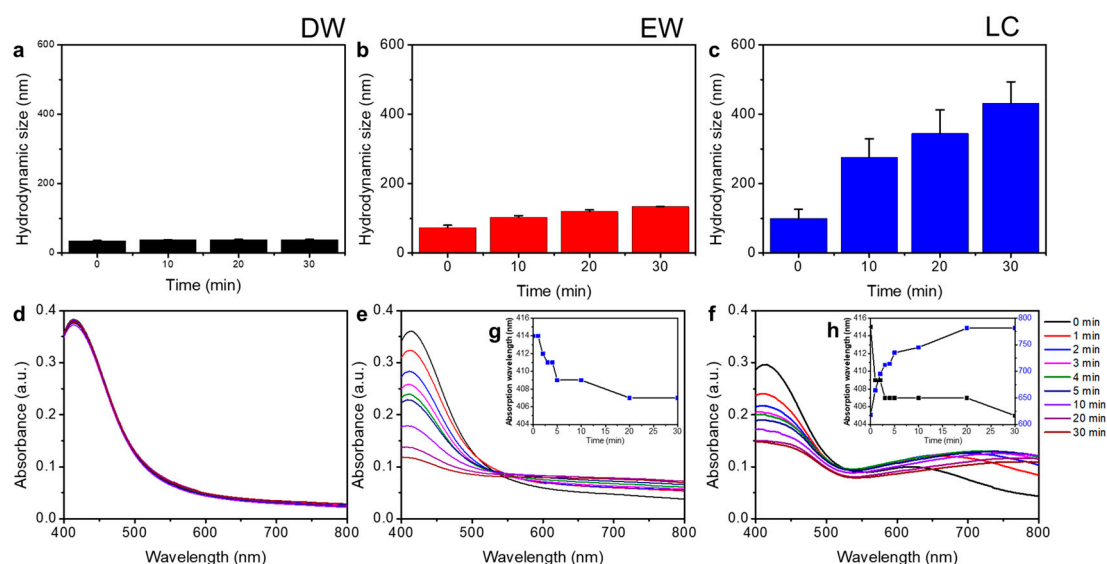 DW
EW
LC
a
b
c
Hydrodynamic size (nm)
600
400
200
0
0 10 20 30
Time (min)
Hydrodynamic size (nm)
600
400
200
0
0 10 20 30
Time (min)
Hydrodynamic size (nm)
600
400
200
0
0 10 20 30
Time (min)
d
Absorbance (a.u.)
0.4
0.3
0.2
0.1
0.0
400 500 600 700 800
Wavelength (nm)
e
Absorbance (a.u.)
0.4
0.3
0.2
0.1
0.0
400 500 600 700 800
Wavelength (nm)
g
Absorption wavelength (nm)
416
414
412
410
408
406
404
0 5 10 15 20 25 30
Time (min)
f
Absorbance (a.u.)
0.4
0.3
0.2
0.1
0.0
400 500 600 700 800
Wavelength (nm)
h
Absorption wavelength (nm)
416
414
412
410
408
406
404
800
750
700
650
600
0 5 10 15 20 25 30
Time (min)
0 min
1 min
2 min
3 min
4 min
5 min
10 min
20 min
30 min